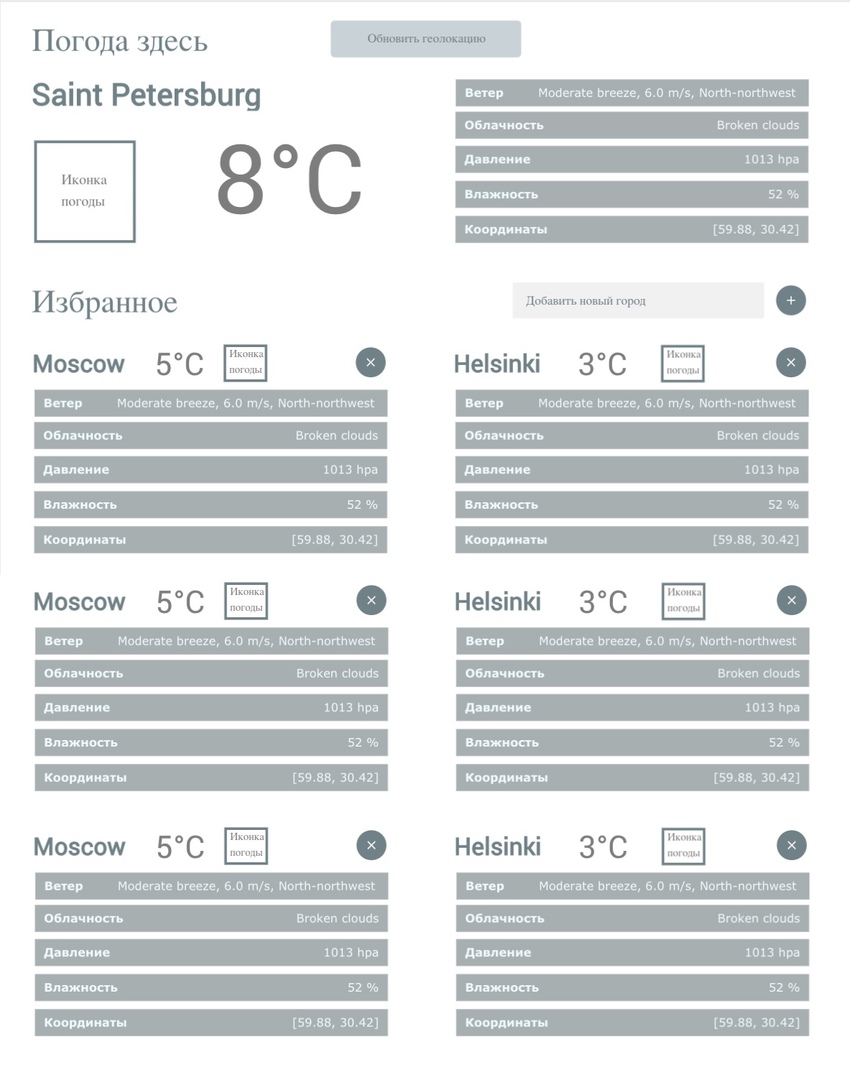 Погода здесь
Обновить геолокацию
Saint Petersburg
Иконка
погоды
8°C
Ветер Moderate breeze, 6.0 m/s, North-northwest
Облачность Broken clouds
Давление 1013 hpa
Влажность 52 %
Координаты [59.88, 30.42]
Избранное
Добавить новый город
+
Moscow 5°C
Иконка
погоды
×
Ветер Moderate breeze, 6.0 m/s, North-northwest
Облачность Broken clouds
Давление 1013 hpa
Влажность 52 %
Координаты [59.88, 30.42]
Helsinki 3°C
Иконка
погоды
×
Ветер Moderate breeze, 6.0 m/s, North-northwest
Облачность Broken clouds
Давление 1013 hpa
Влажность 52 %
Координаты [59.88, 30.42]
Moscow 5°C
Иконка
погоды
×
Ветер Moderate breeze, 6.0 m/s, North-northwest
Облачность Broken clouds
Давление 1013 hpa
Влажность 52 %
Координаты [59.88, 30.42]
Helsinki 3°C
Иконка
погоды
×
Ветер Moderate breeze, 6.0 m/s, North-northwest
Облачность Broken clouds
Давление 1013 hpa
Влажность 52 %
Координаты [59.88, 30.42]
Moscow 5°C
Иконка
погоды
×
Ветер Moderate breeze, 6.0 m/s, North-northwest
Облачность Broken clouds
Давление 1013 hpa
Влажность 52 %
Координаты [59.88, 30.42]
Helsinki 3°C
Иконка
погоды
×
Ветер Moderate breeze, 6.0 m/s, North-northwest
Облачность Broken clouds
Давление 1013 hpa
Влажность 52 %
Координаты [59.88, 30.42]